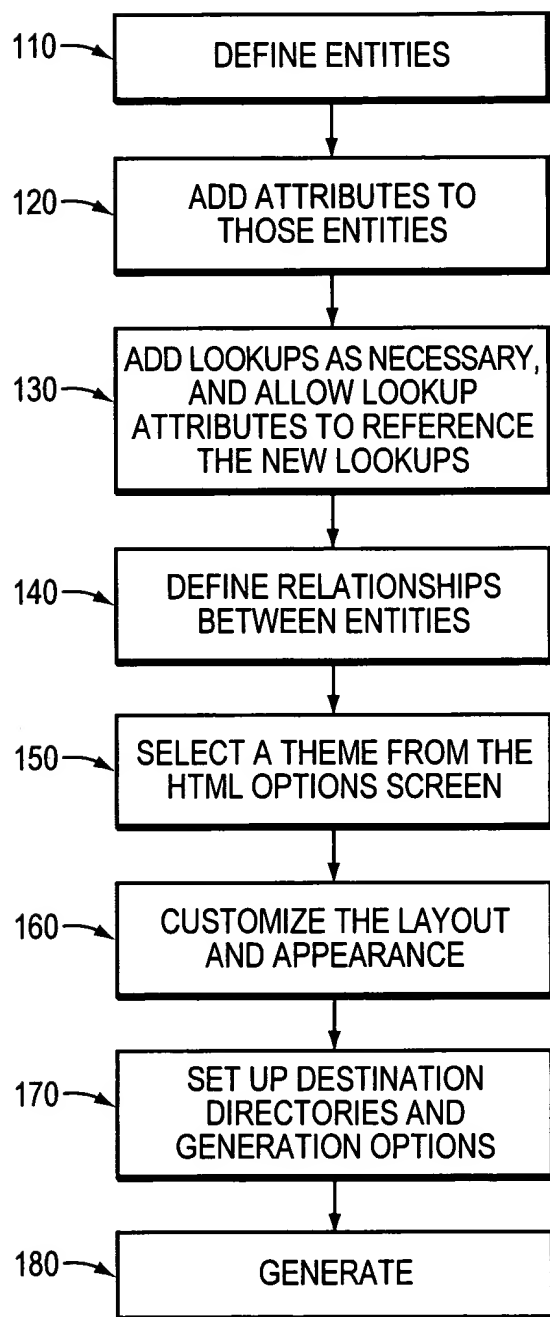 110
DEFINE ENTITIES
120
ADD ATTRIBUTES TO
THOSE ENTITIES
130
ADD LOOKUPS AS NECESSARY,
AND ALLOW LOOKUP
ATTRIBUTES TO REFERENCE
THE NEW LOOKUPS
140
DEFINE RELATIONSHIPS
BETWEEN ENTITIES
150
SELECT A THEME FROM THE
HTML OPTIONS SCREEN
160
CUSTOMIZE THE LAYOUT
AND APPEARANCE
170
SET UP DESTINATION
DIRECTORIES AND
GENERATION OPTIONS
180
GENERATE